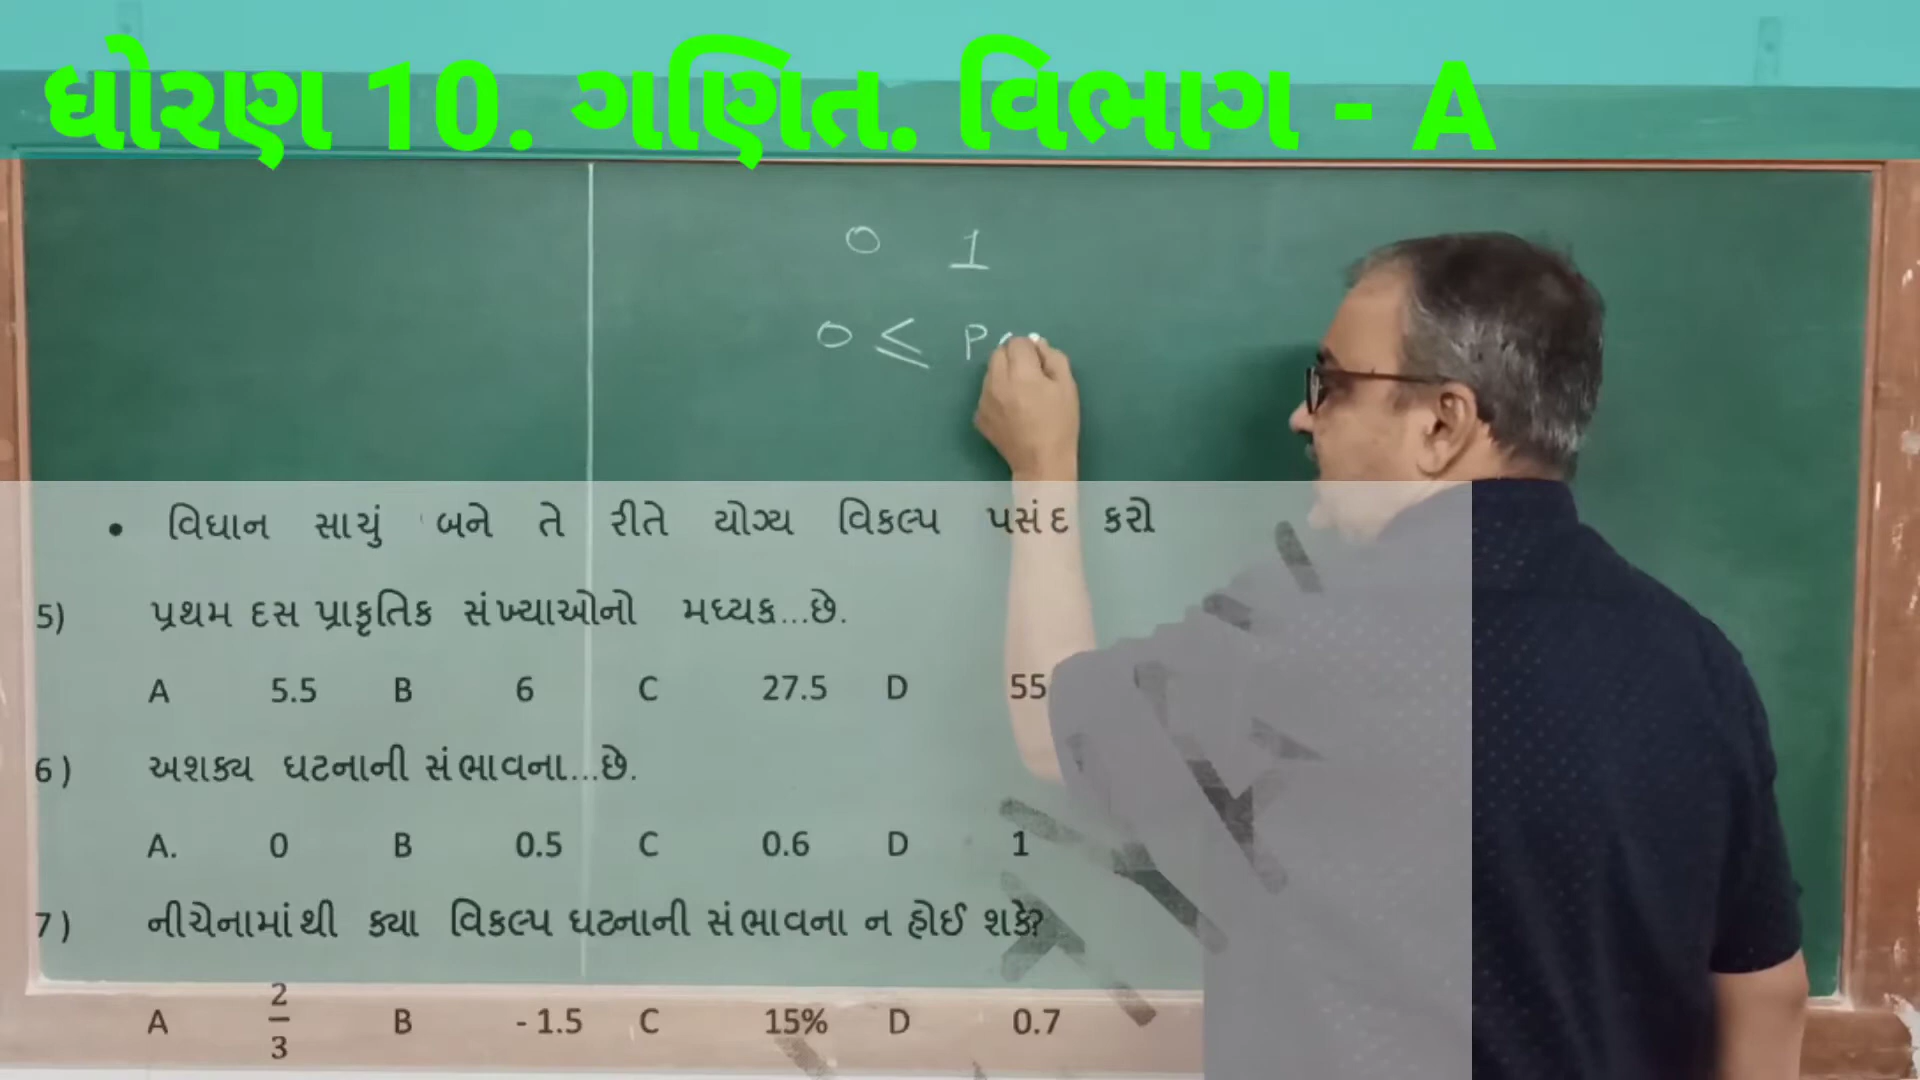 ધોરણ 10. ગણિત. વિભાગ - A
0 1
0 ≤ P
• વિધાન સાચું બને તે રીતે યોગ્ય વિકલ્પ પસંદ કરો
5) પ્રથમ દસ પ્રાકૃતિક સંખ્યાઓનો મધ્યક...છે.
A 5.5 B 6 C 27.5 D 55
6) અશક્ય ઘટનાની સંભાવના...છે.
A. 0 B 0.5 C 0.6 D 1
7) નીચેનામાંથી ક્યા વિકલ્પ ઘટનાની સંભાવના ન હોઈ શકે?
A 2/3 B - 1.5 C 15% D 0.7